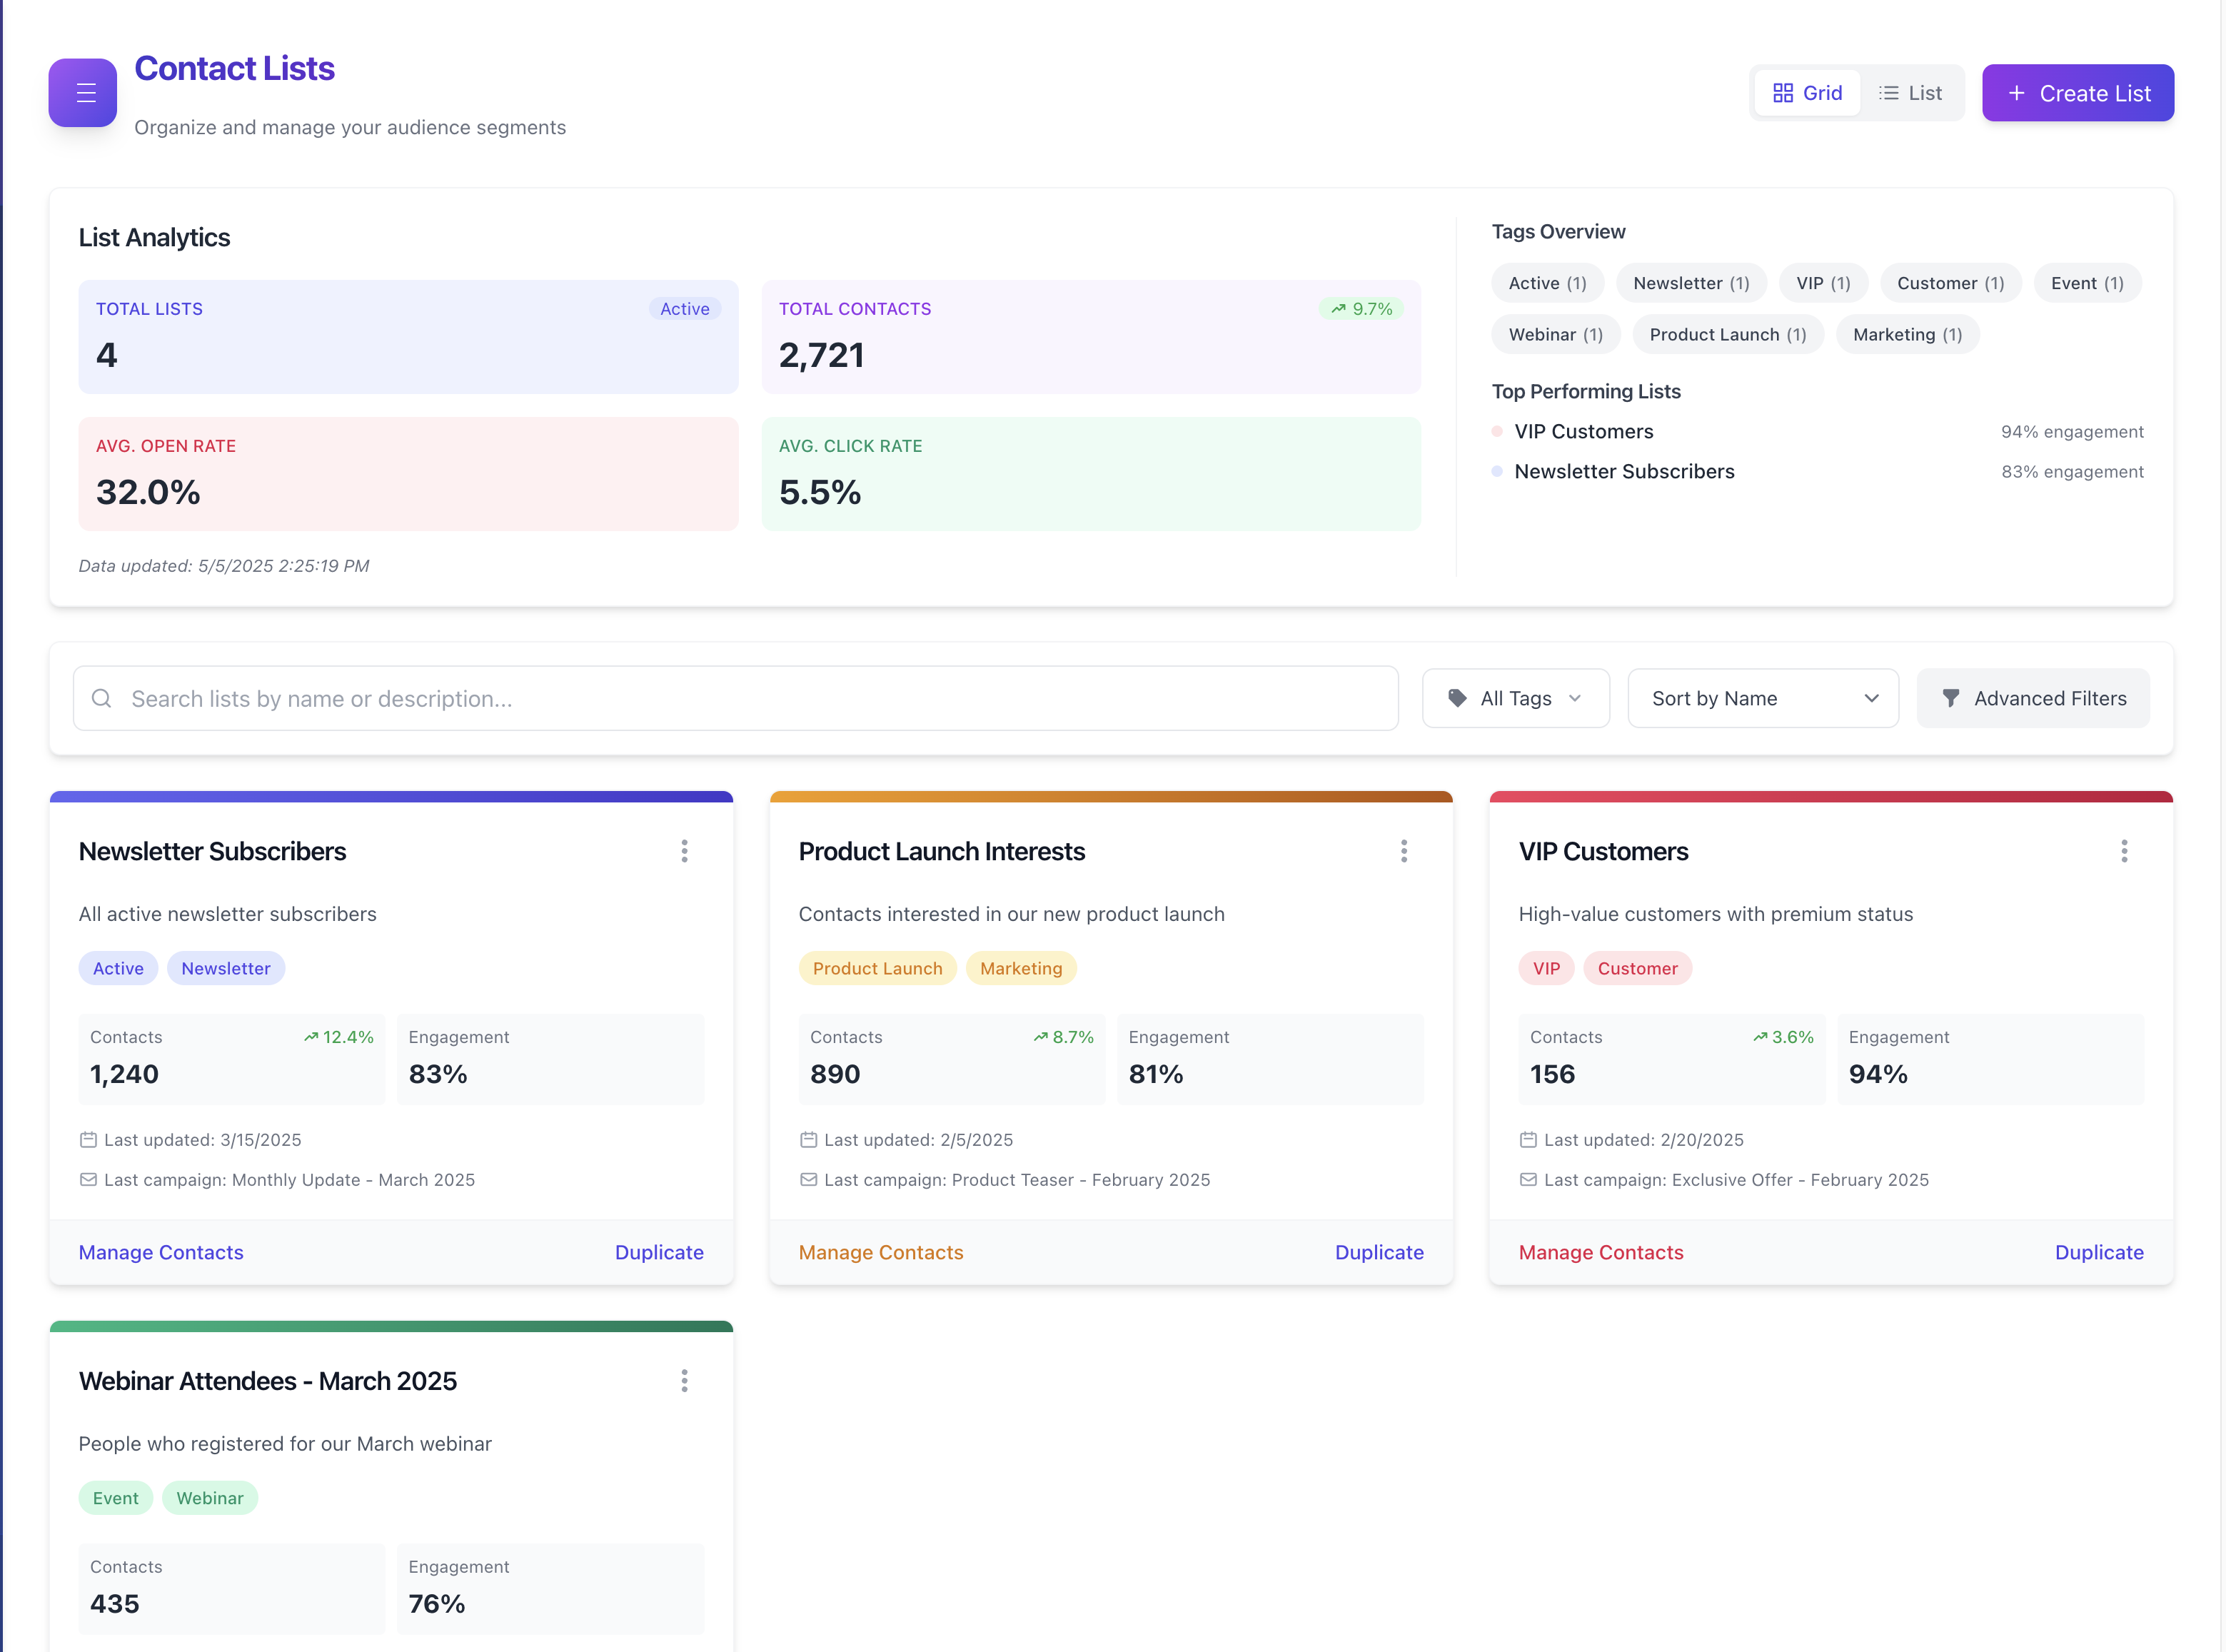 Contact Lists
Organize and manage your audience segments
Grid
List
Create List
List Analytics
TOTAL LISTS
Active
4
TOTAL CONTACTS
9.7%
2,721
AVG. OPEN RATE
32.0%
AVG. CLICK RATE
5.5%
Data updated: 5/5/2025 2:25:19 PM
Tags Overview
Active (1) Newsletter (1) VIP (1) Customer (1) Event (1)
Webinar (1) Product Launch (1) Marketing (1)
Top Performing Lists
VIP Customers 94% engagement
Newsletter Subscribers 83% engagement
Search lists by name or description...
All Tags
Sort by Name
Advanced Filters
Newsletter Subscribers
All active newsletter subscribers
Active Newsletter
Contacts 12.4%
1,240
Engagement
83%
Last updated: 3/15/2025
Last campaign: Monthly Update - March 2025
Manage Contacts Duplicate
Product Launch Interests
Contacts interested in our new product launch
Product Launch Marketing
Contacts 8.7%
890
Engagement
81%
Last updated: 2/5/2025
Last campaign: Product Teaser - February 2025
Manage Contacts Duplicate
VIP Customers
High-value customers with premium status
VIP Customer
Contacts 3.6%
156
Engagement
94%
Last updated: 2/20/2025
Last campaign: Exclusive Offer - February 2025
Manage Contacts Duplicate
Webinar Attendees - March 2025
People who registered for our March webinar
Event Webinar
Contacts
435
Engagement
76%